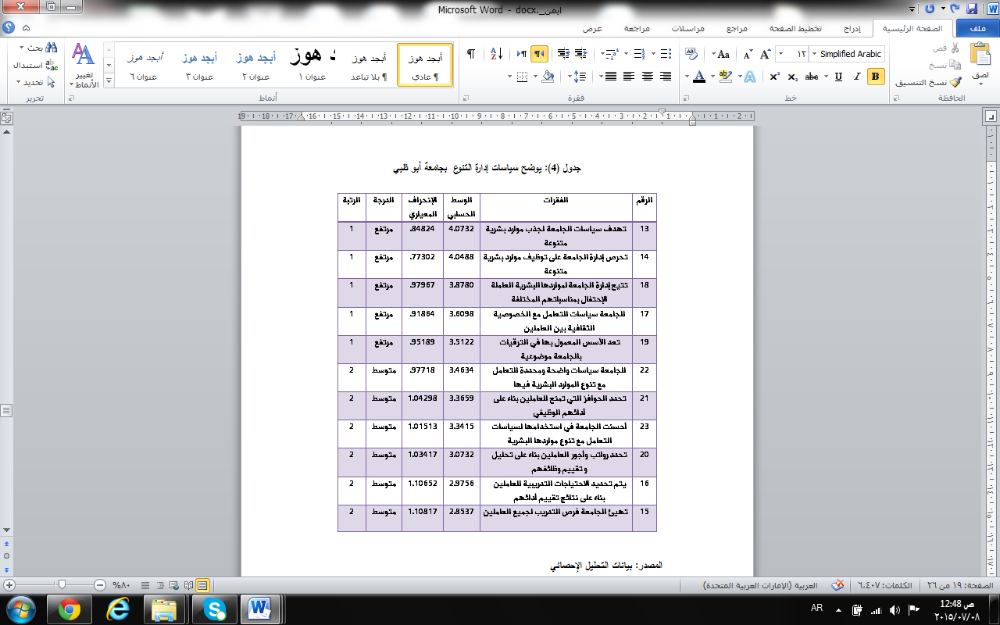 ايمن_.docx - Microsoft Word
ملف
الصفحة الرئيسية
إدراج
تخطيط الصفحة
مراجع
مراسلات
مراجعة
عرض
لصق
قص
نسخ
نسخ التنسيق
الحافظة
Simplified Arabic
١٢
خط
فقرة
أبجد هوز
أبجد هوز
أبجد هوز
أبجد هوز
أبجد هوز
أبجد هوز
¶ عادي
¶ بلا تباعد
عنوان ١
عنوان ٢
عنوان ٣
عنوان ٦
تغيير
الأنماط
أنماط
بحث
استبدال
تحديد
تحرير
جدول (4): يوضح سياسات إدارة التنوع بجامعة أبو ظبي
الرقم الفقرات الوسط الحسابي الإنحراف المعياري الدرجة الرتبة
13 تهدف سياسات الجامعة لجذب موارد بشرية 4.0732 .84824 مرتفع 1
متنوعة
14 تحرص إدارة الجامعة على توظيف موارد بشرية 4.0488 .77302 مرتفع 1
متنوعة
18 تتيح إدارة الجامعة لمواردها البشرية العاملة 3.8780 .97967 مرتفع 1
الإحتفال بمناسباتهم المختلفة
17 للجامعة سياسات للتعامل مع الخصوصية 3.6098 .91864 مرتفع 1
الثقافية بين العاملين
19 تعد الأسس المعمول بها في الترقيات 3.5122 .95189 مرتفع 1
بالجامعة موضوعية
22 للجامعة سياسات واضحة ومحددة للتعامل 3.4634 .97718 متوسط 2
مع تنوع الموارد البشرية فيها
21 تحدد الحوافز التي تمنح للعاملين بناء على 3.3659 1.04298 متوسط 2
أدائهم الوظيفي
23 أحسنت الجامعة في استخدامها لسياسات 3.3415 1.01513 متوسط 2
التعامل مع تنوع مواردها البشرية
20 تحدد رواتب وأجور العاملين بناء على تحليل 3.0732 1.03417 متوسط 2
و تقييم وظائفهم
16 يتم تحديد الاحتياجات التدريبية للعاملين 2.9756 1.10652 متوسط 2
بناء على نتائج تقييم أدائهم
15 تهيئ الجامعة فرص التدريب لجميع العاملين 2.8537 1.10817 متوسط 2
المصدر: بيانات التحليل الإحصائي
الصفحة: ١٩ من ٢٦
الكلمات: ٦.٤٠٧
العربية (الإمارات العربية المتحدة)
٨٠%
AR
12:48 ص
٢٠١٥/٠٧/٠٨